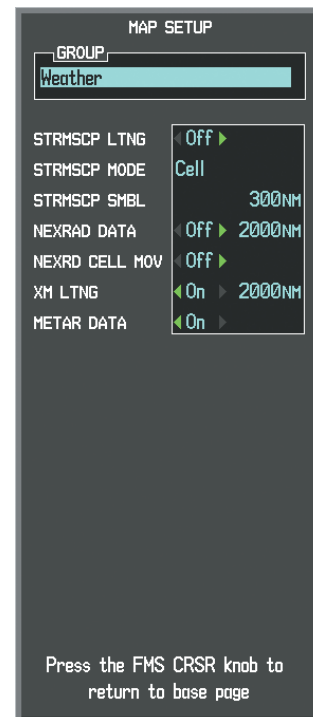 MAP SETUP
GROUP
Weather
STRMSCP LTNG Off
STRMSCP MODE Cell
STRMSCP SMBL 300NM
NEXRAD DATA Off 2000NM
NEXRD CELL MOV Off
XM LTNG On 2000NM
METAR DATA On
Press the FMS CRSR knob to
return to base page